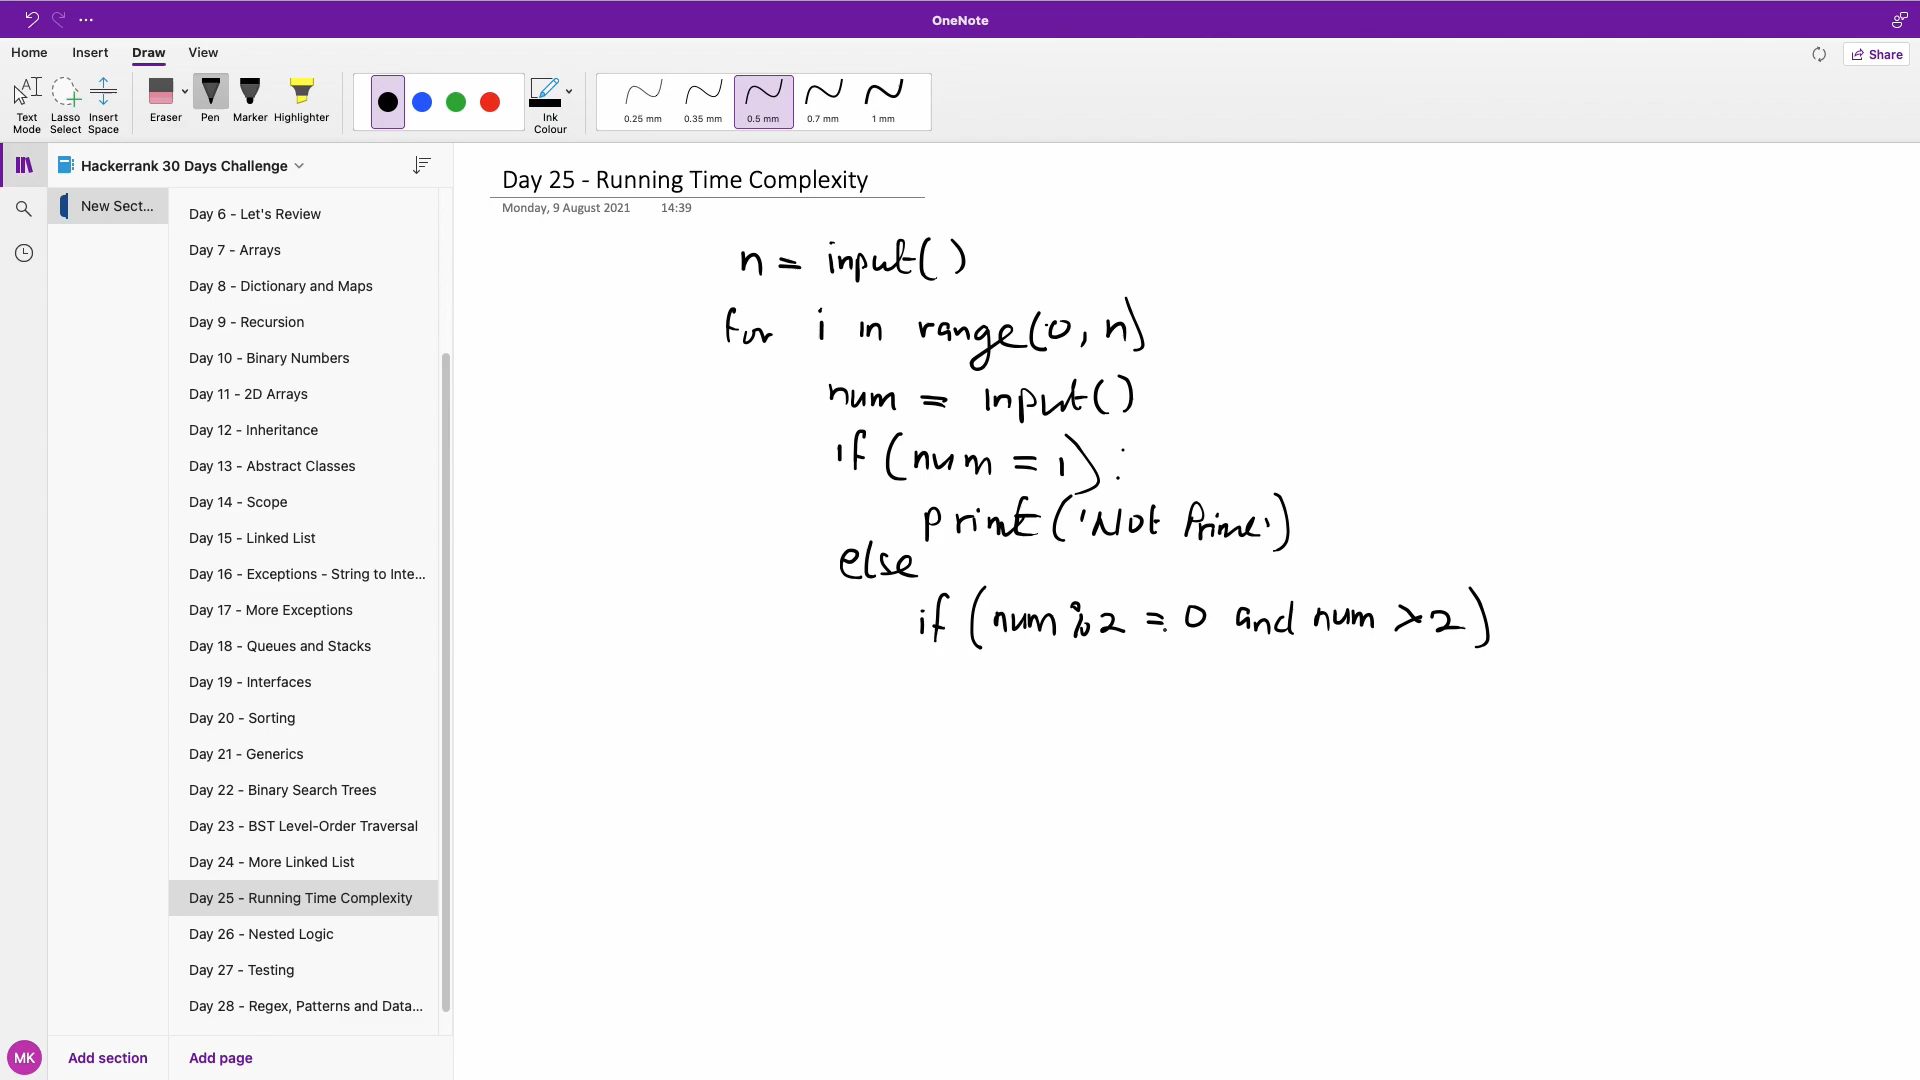 OneNote
Home Insert Draw View
Share
Text Mode
Lasso Select
Insert Space
Eraser
Pen
Marker
Highlighter
Ink Colour
0.25 mm
0.35 mm
0.5 mm
0.7 mm
1 mm
Hackerrank 30 Days Challenge
New Sect...
Day 6 - Let's Review
Day 7 - Arrays
Day 8 - Dictionary and Maps
Day 9 - Recursion
Day 10 - Binary Numbers
Day 11 - 2D Arrays
Day 12 - Inheritance
Day 13 - Abstract Classes
Day 14 - Scope
Day 15 - Linked List
Day 16 - Exceptions - String to Inte...
Day 17 - More Exceptions
Day 18 - Queues and Stacks
Day 19 - Interfaces
Day 20 - Sorting
Day 21 - Generics
Day 22 - Binary Search Trees
Day 23 - BST Level-Order Traversal
Day 24 - More Linked List
Day 25 - Running Time Complexity
Day 26 - Nested Logic
Day 27 - Testing
Day 28 - Regex, Patterns and Data...
MK
Add section
Add page
Day 25 - Running Time Complexity
Monday, 9 August 2021 14:39
n = input()
for i in range(0, n)
num = input()
if (num = 1) :
print ('Not Prime')
else
if (num % 2 = 0 and num > 2)